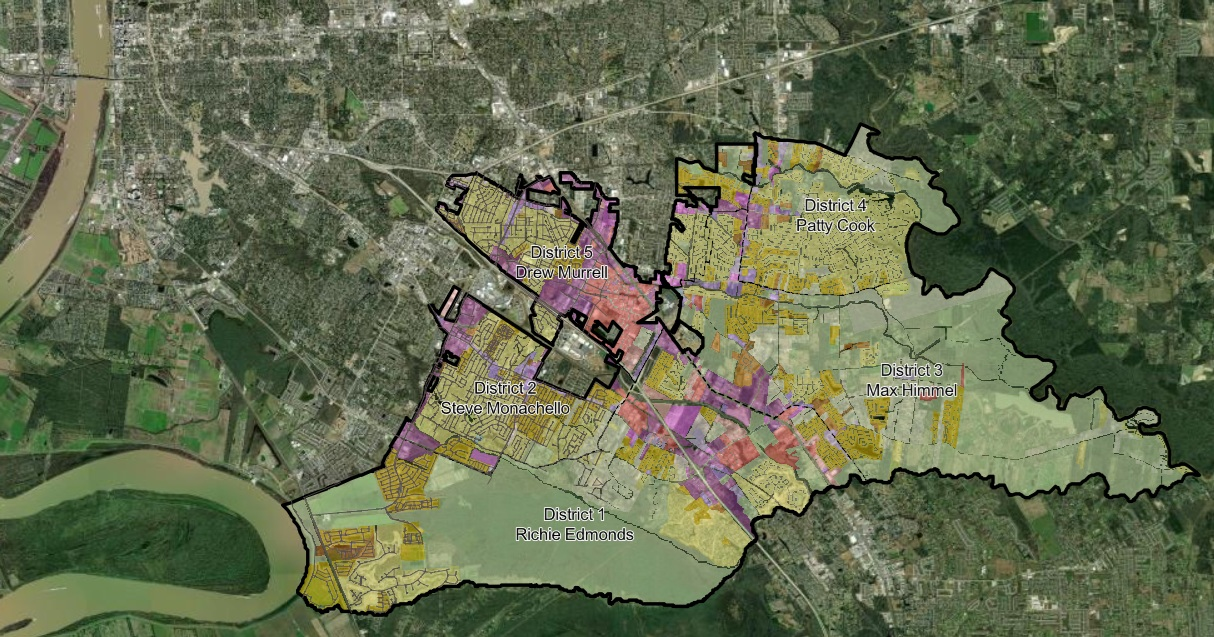 District 4
Patty Cook
District 5
Drew Murrell
District 3
Max Himmel
District 2
Steve Monachello
District 1
Richie Edmonds